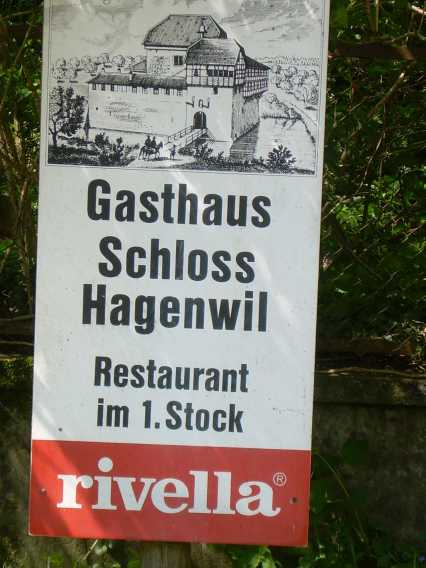 Gasthaus
Schloss
Hagenwil
Restaurant
im 1. Stock
rivella®